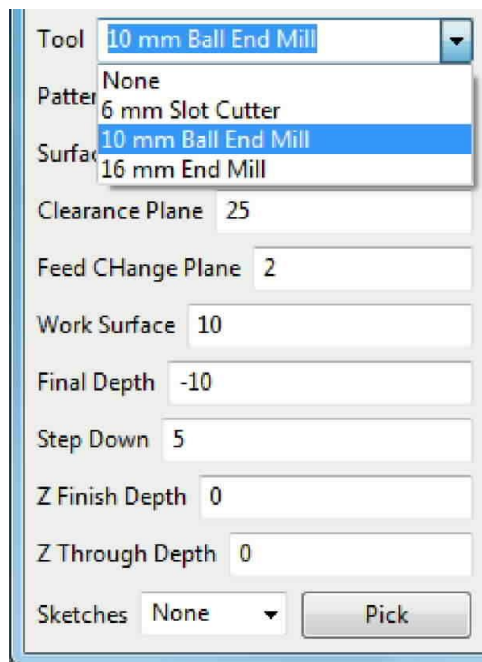 Tool 10 mm Ball End Mill
None
Patter
6 mm Slot Cutter
10 mm Ball End Mill
Surfac
16 mm End Mill
Clearance Plane 25
Feed CHange Plane 2
Work Surface 10
Final Depth -10
Step Down 5
Z Finish Depth 0
Z Through Depth 0
Sketches None Pick